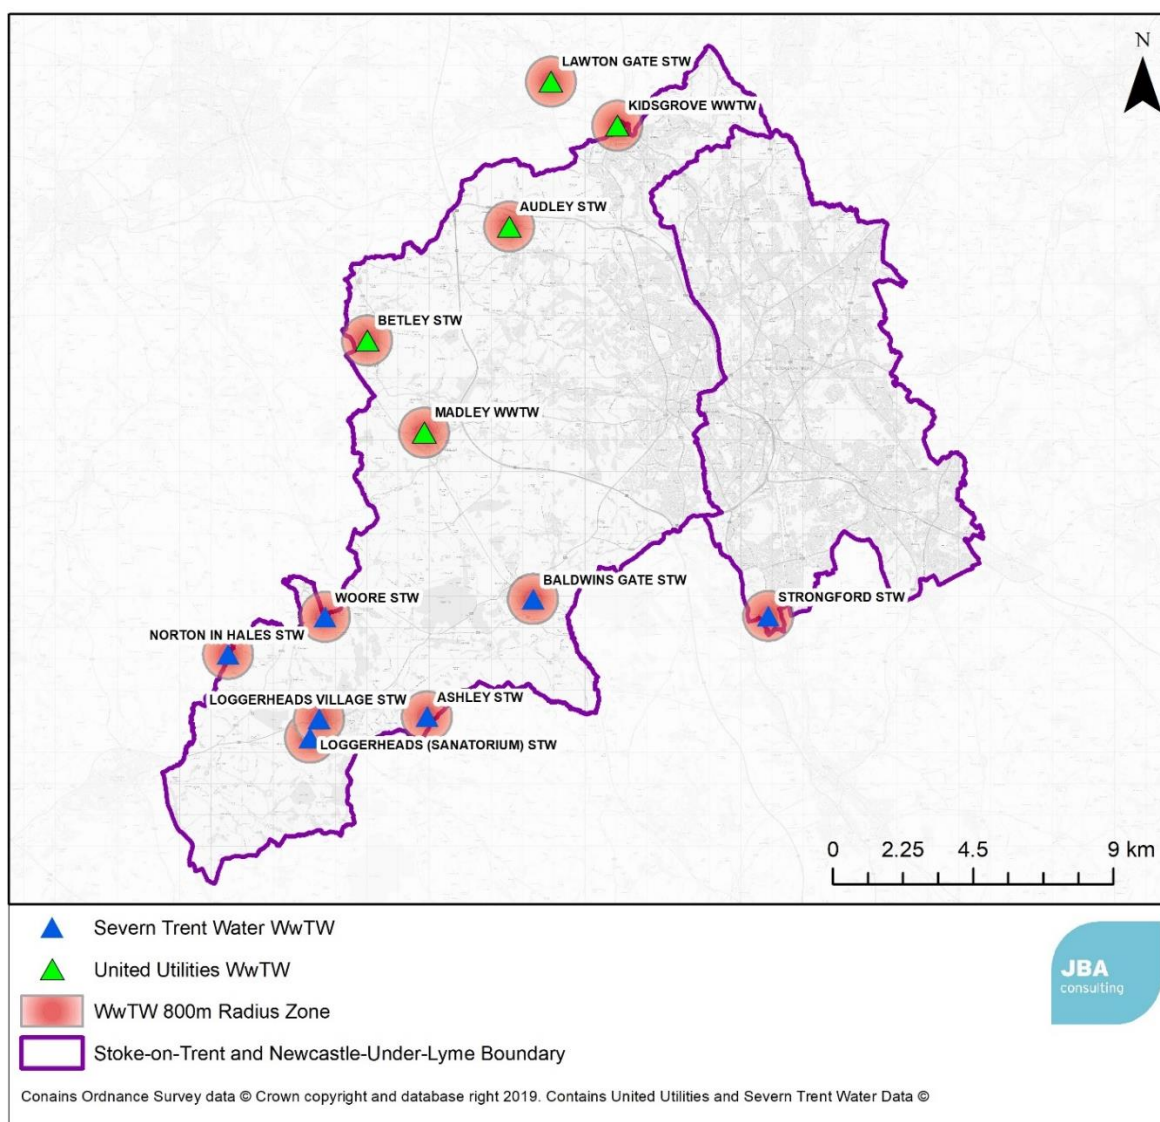 N
LAWTON GATE STW
KIDSGROVE WWTW
AUDLEY STW
BETLEY STW
MADLEY WWTW
BALDWINS GATE STW
WOORE STW
STRONGFORD STW
NORTON IN HALES STW
LOGGERHEADS VILLAGE STW
ASHLEY STW
LOGGERHEADS (SANATORIUM) STW
0 2.25 4.5 9 km
Severn Trent Water WwTW
United Utilities WwTW
WwTW 800m Radius Zone
Stoke-on-Trent and Newcastle-Under-Lyme Boundary
JBA
consulting
Conains Ordnance Survey data © Crown copyright and database right 2019. Contains United Utilities and Severn Trent Water Data ©